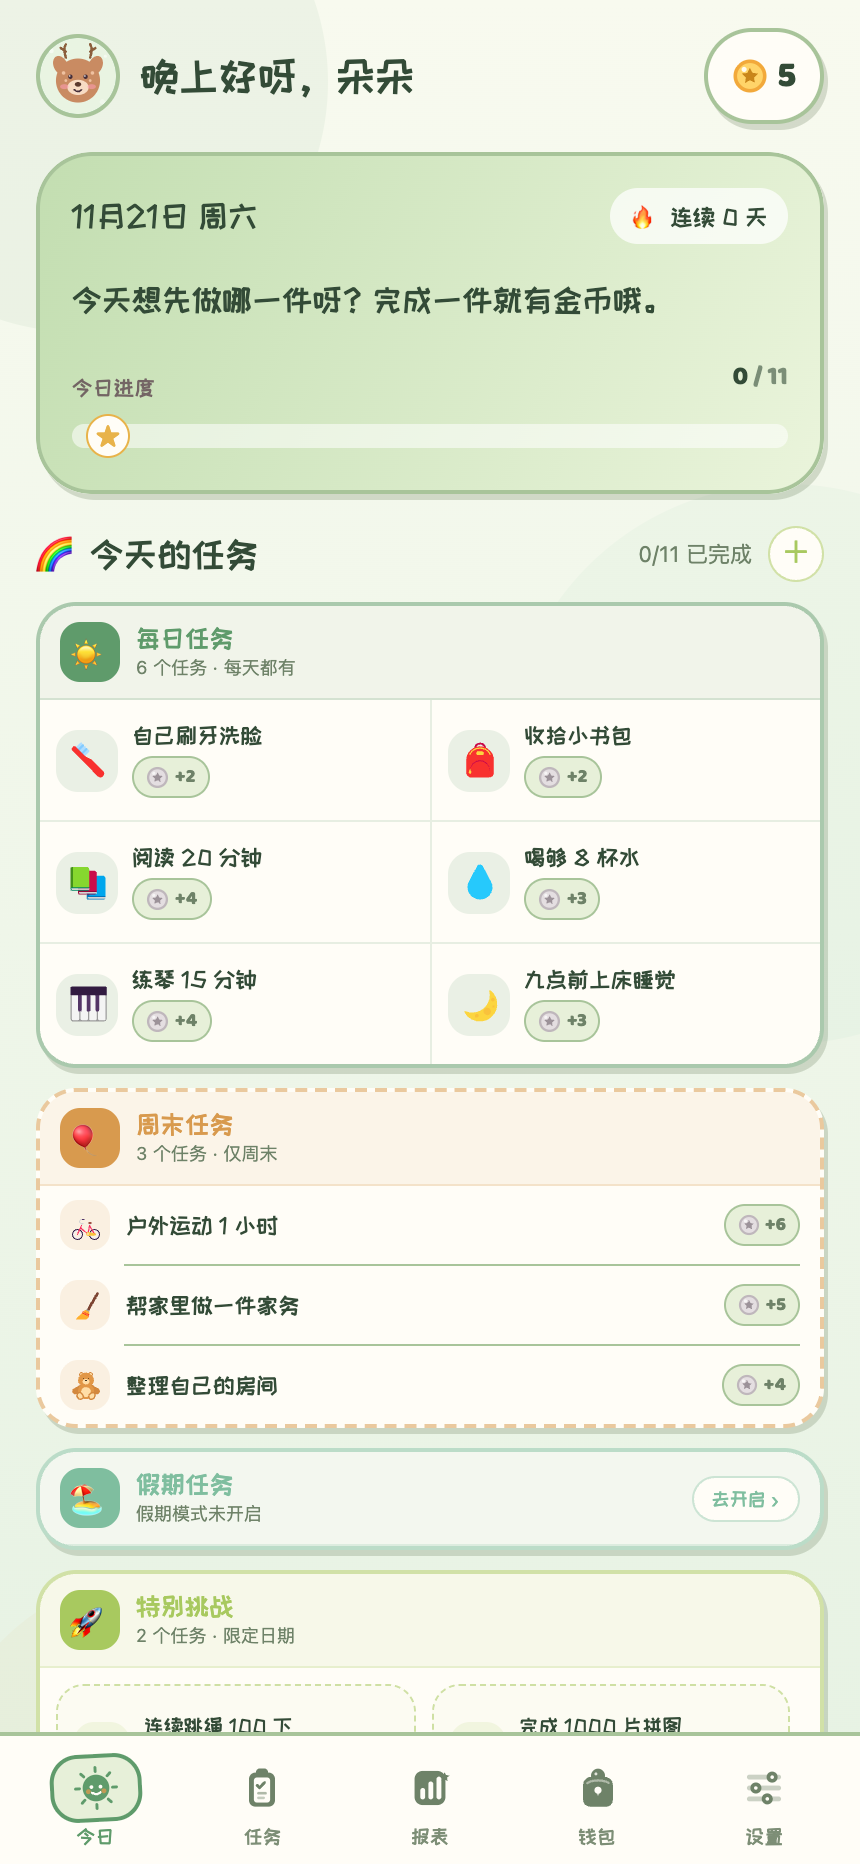 晚上好呀，朵朵
5
11月21日 周六
连续 0 天
今天想先做哪一件呀？完成一件就有金币哦。
今日进度
0/11
今天的任务
0/11 已完成
每日任务
6 个任务 · 每天都有
自己刷牙洗脸
+2
收拾小书包
+2
阅读 20 分钟
+4
喝够 8 杯水
+3
练琴 15 分钟
+4
九点前上床睡觉
+3
周末任务
3 个任务 · 仅周末
户外运动 1 小时
+6
帮家里做一件家务
+5
整理自己的房间
+4
假期任务
假期模式未开启
去开启 ›
特别挑战
2 个任务 · 限定日期
连续跳绳 100 下
完成 1000 片拼图
今日
任务
报表
钱包
设置